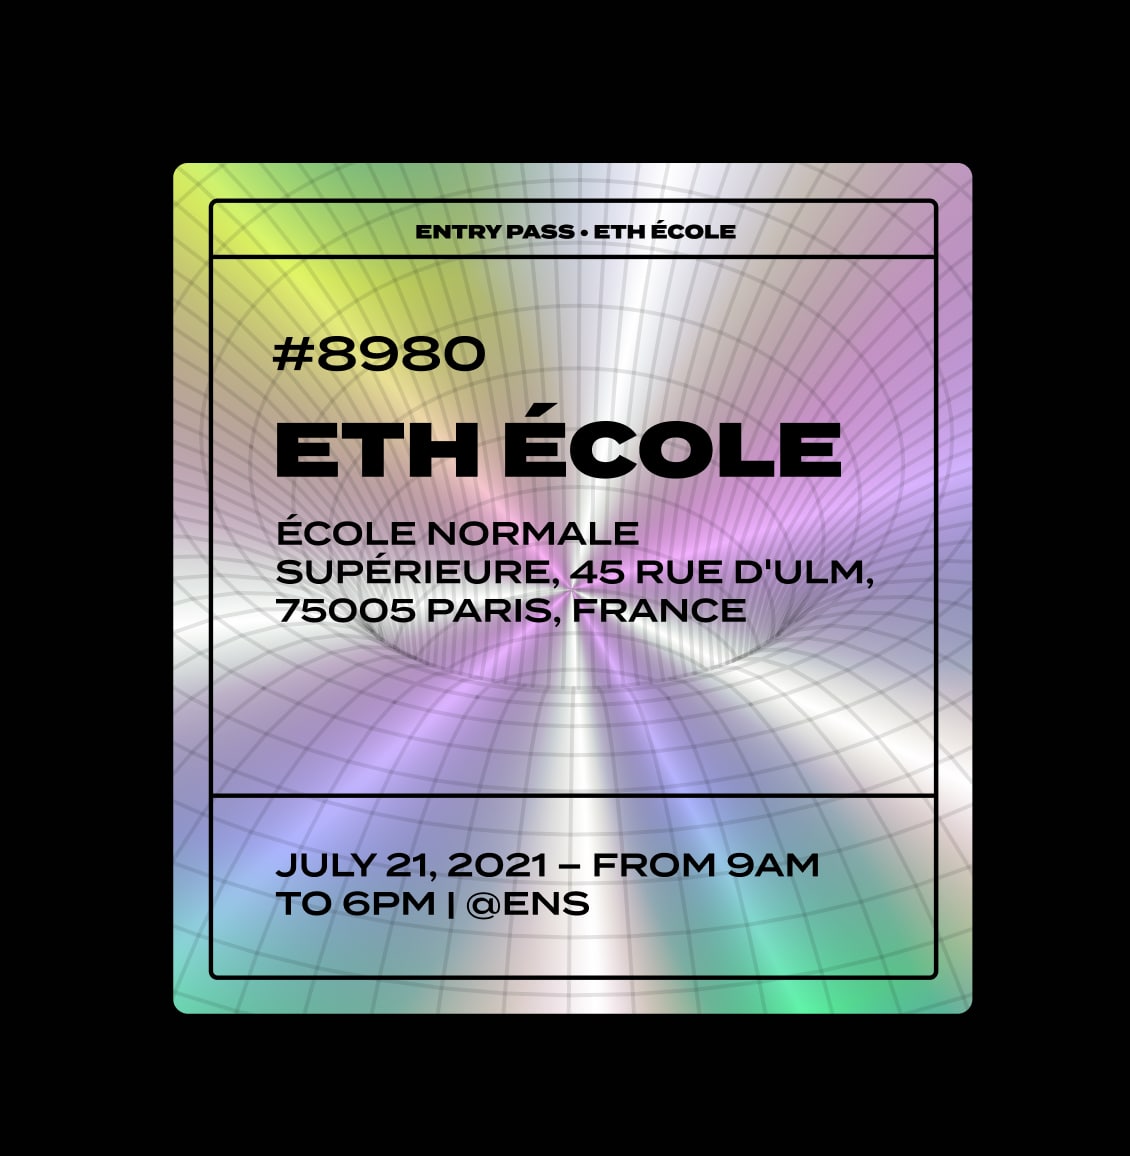 ENTRY PASS • ETH ÉCOLE
#8980
ETH ÉCOLE
ÉCOLE NORMALE
SUPÉRIEURE, 45 RUE D'ULM,
75005 PARIS, FRANCE
JULY 21, 2021 – FROM 9AM
TO 6PM | @ENS